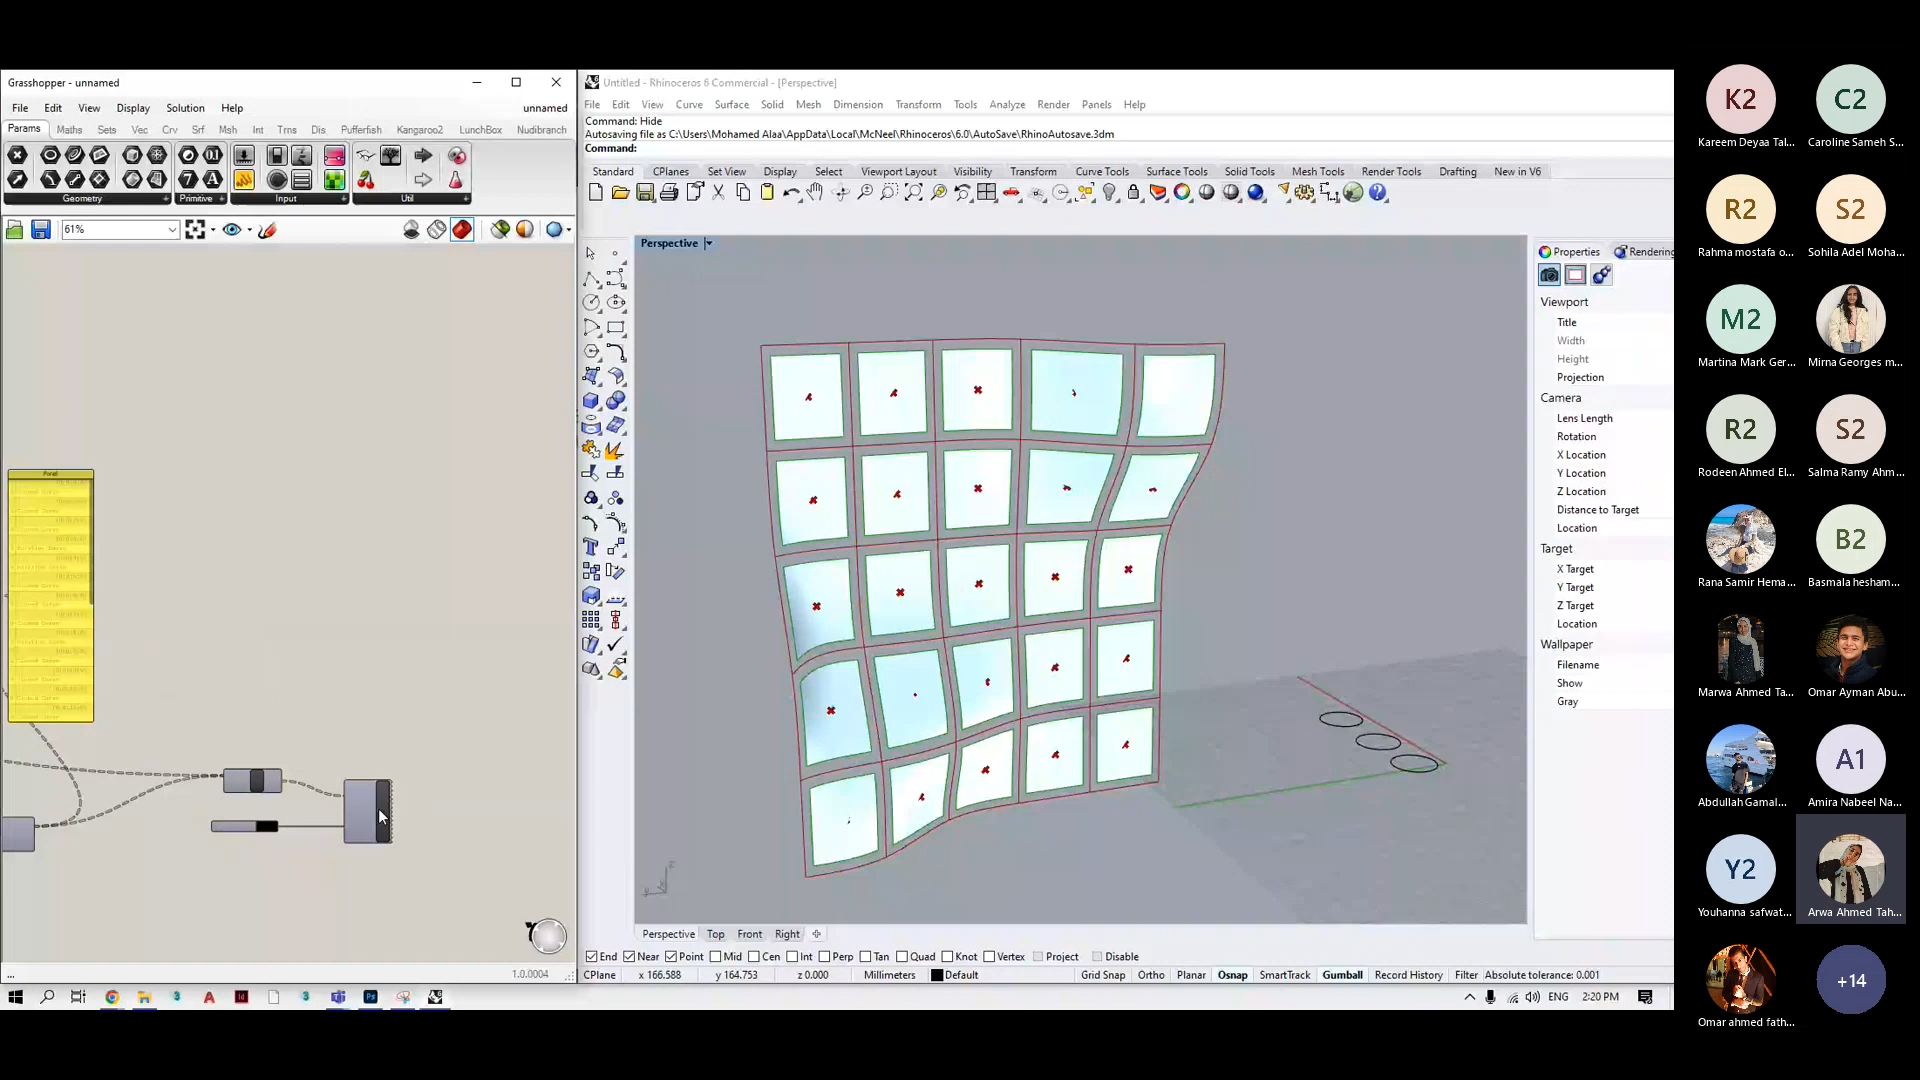 Grasshopper - unnamed
File Edit View Display Solution Help
unnamed
Params Maths Sets Vec Crv Srf Msh Int Trns Dis Pufferfish Kangaroo2 LunchBox Nudibranch
Geometry Primitive Input Util
61%
Panel
1.0.0004
Untitled - Rhinoceros 6 Commercial - [Perspective]
File Edit View Curve Surface Solid Mesh Dimension Transform Tools Analyze Render Panels Help
Command: Hide
Autosaving file as C:\Users\Mohamed Alaa\AppData\Local\McNeel\Rhinoceros\6.0\AutoSave\RhinoAutosave.3dm
Command:
Standard CPlanes Set View Display Select Viewport Layout Visibility Transform Curve Tools Surface Tools Solid Tools Mesh Tools Render Tools Drafting New in V6
Perspective
Properties Rendering
Viewport
Title
Width
Height
Projection
Camera
Lens Length
Rotation
X Location
Y Location
Z Location
Distance to Target
Location
Target
X Target
Y Target
Z Target
Location
Wallpaper
Filename
Show
Gray
Perspective Top Front Right
End Near Point Mid Cen Int Perp Tan Quad Knot Vertex Project Disable
CPlane x 166.588 y 164.753 z 0.000 Millimeters Default Grid Snap Ortho Planar Osnap SmartTrack Gumball Record History Filter Absolute tolerance: 0.001
ENG 2:20 PM
K2 C2
Kareem Deyaa Tal... Caroline Sameh S...
R2 S2
Rahma mostafa o... Sohila Adel Moha...
M2
Martina Mark Ger... Mirna Georges m...
R2 S2
Rodeen Ahmed El... Salma Ramy Ahm...
B2
Rana Samir Hema... Basmala hesham...
Marwa Ahmed Ta... Omar Ayman Abu...
A1
Abdullah Gamal... Amira Nabeel Na...
Y2
Youhanna safwat... Arwa Ahmed Tah...
+14
Omar ahmed fath...